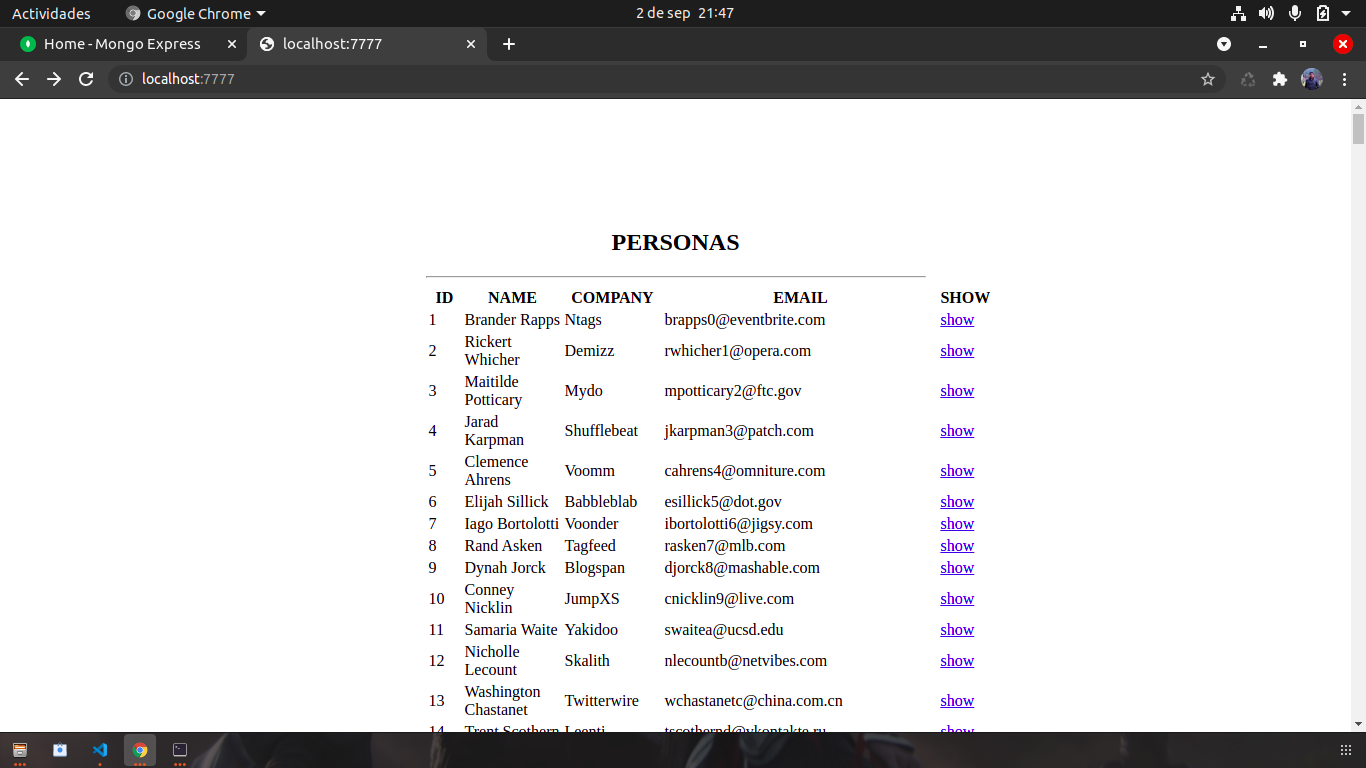 Actividades Google Chrome 2 de sep 21:47
Home - Mongo Express localhost:7777
localhost:7777
PERSONAS
ID NAME COMPANY EMAIL SHOW
1 Brander Rapps Ntags brapps0@eventbrite.com show
2 Rickert Whicher Demizz rwhicher1@opera.com show
3 Maitilde Potticary Mydo mpotticary2@ftc.gov show
4 Jarad Karpman Shufflebeat jkarpman3@patch.com show
5 Clemence Ahrens Voomm cahrens4@omniture.com show
6 Elijah Sillick Babbleblab esillick5@dot.gov show
7 Iago Bortolotti Voonder ibortolotti6@jigsy.com show
8 Rand Asken Tagfeed rasken7@mlb.com show
9 Dynah Jorck Blogspan djorck8@mashable.com show
10 Conney Nicklin JumpXS cnicklin9@live.com show
11 Samaria Waite Yakidoo swaitea@ucsd.edu show
12 Nicholle Lecount Skalith nlecountb@netvibes.com show
13 Washington Chastanet Twitterwire wchastanetc@china.com.cn show
14 Trent Scothern Leenti tscothernd@vkontakte.ru show